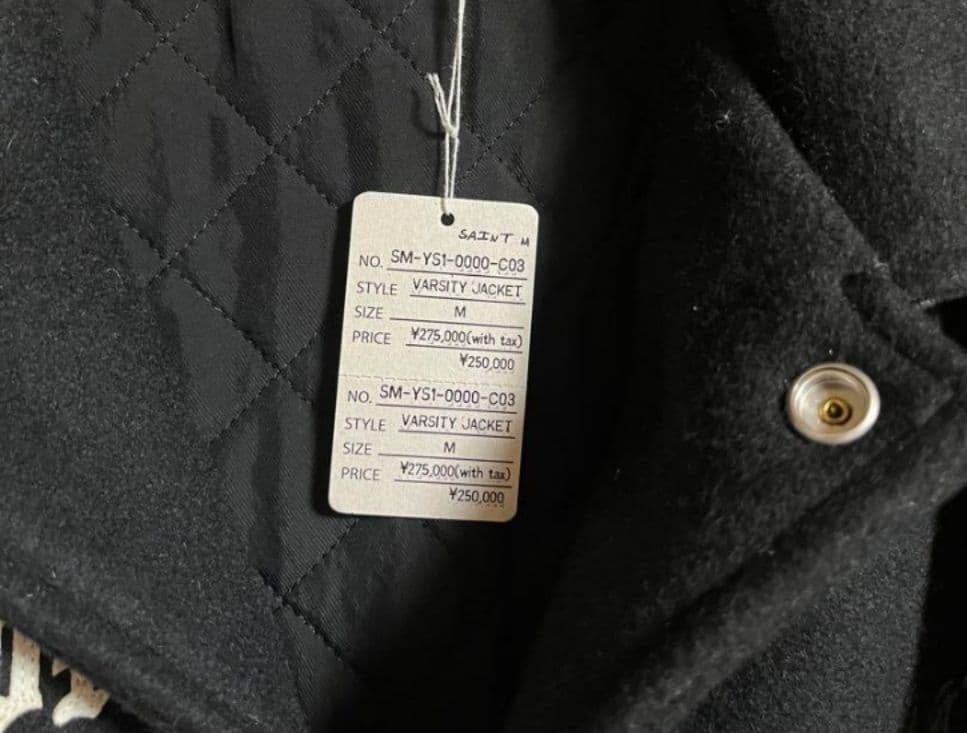 SAINT M
NO. SM-YS1-0000-C03
STYLE VARSITY JACKET
SIZE M
PRICE ¥275,000(with tax)
¥250,000
NO. SM-YS1-0000-C03
STYLE VARSITY JACKET
SIZE M
PRICE ¥275,000(with tax)
¥250,000